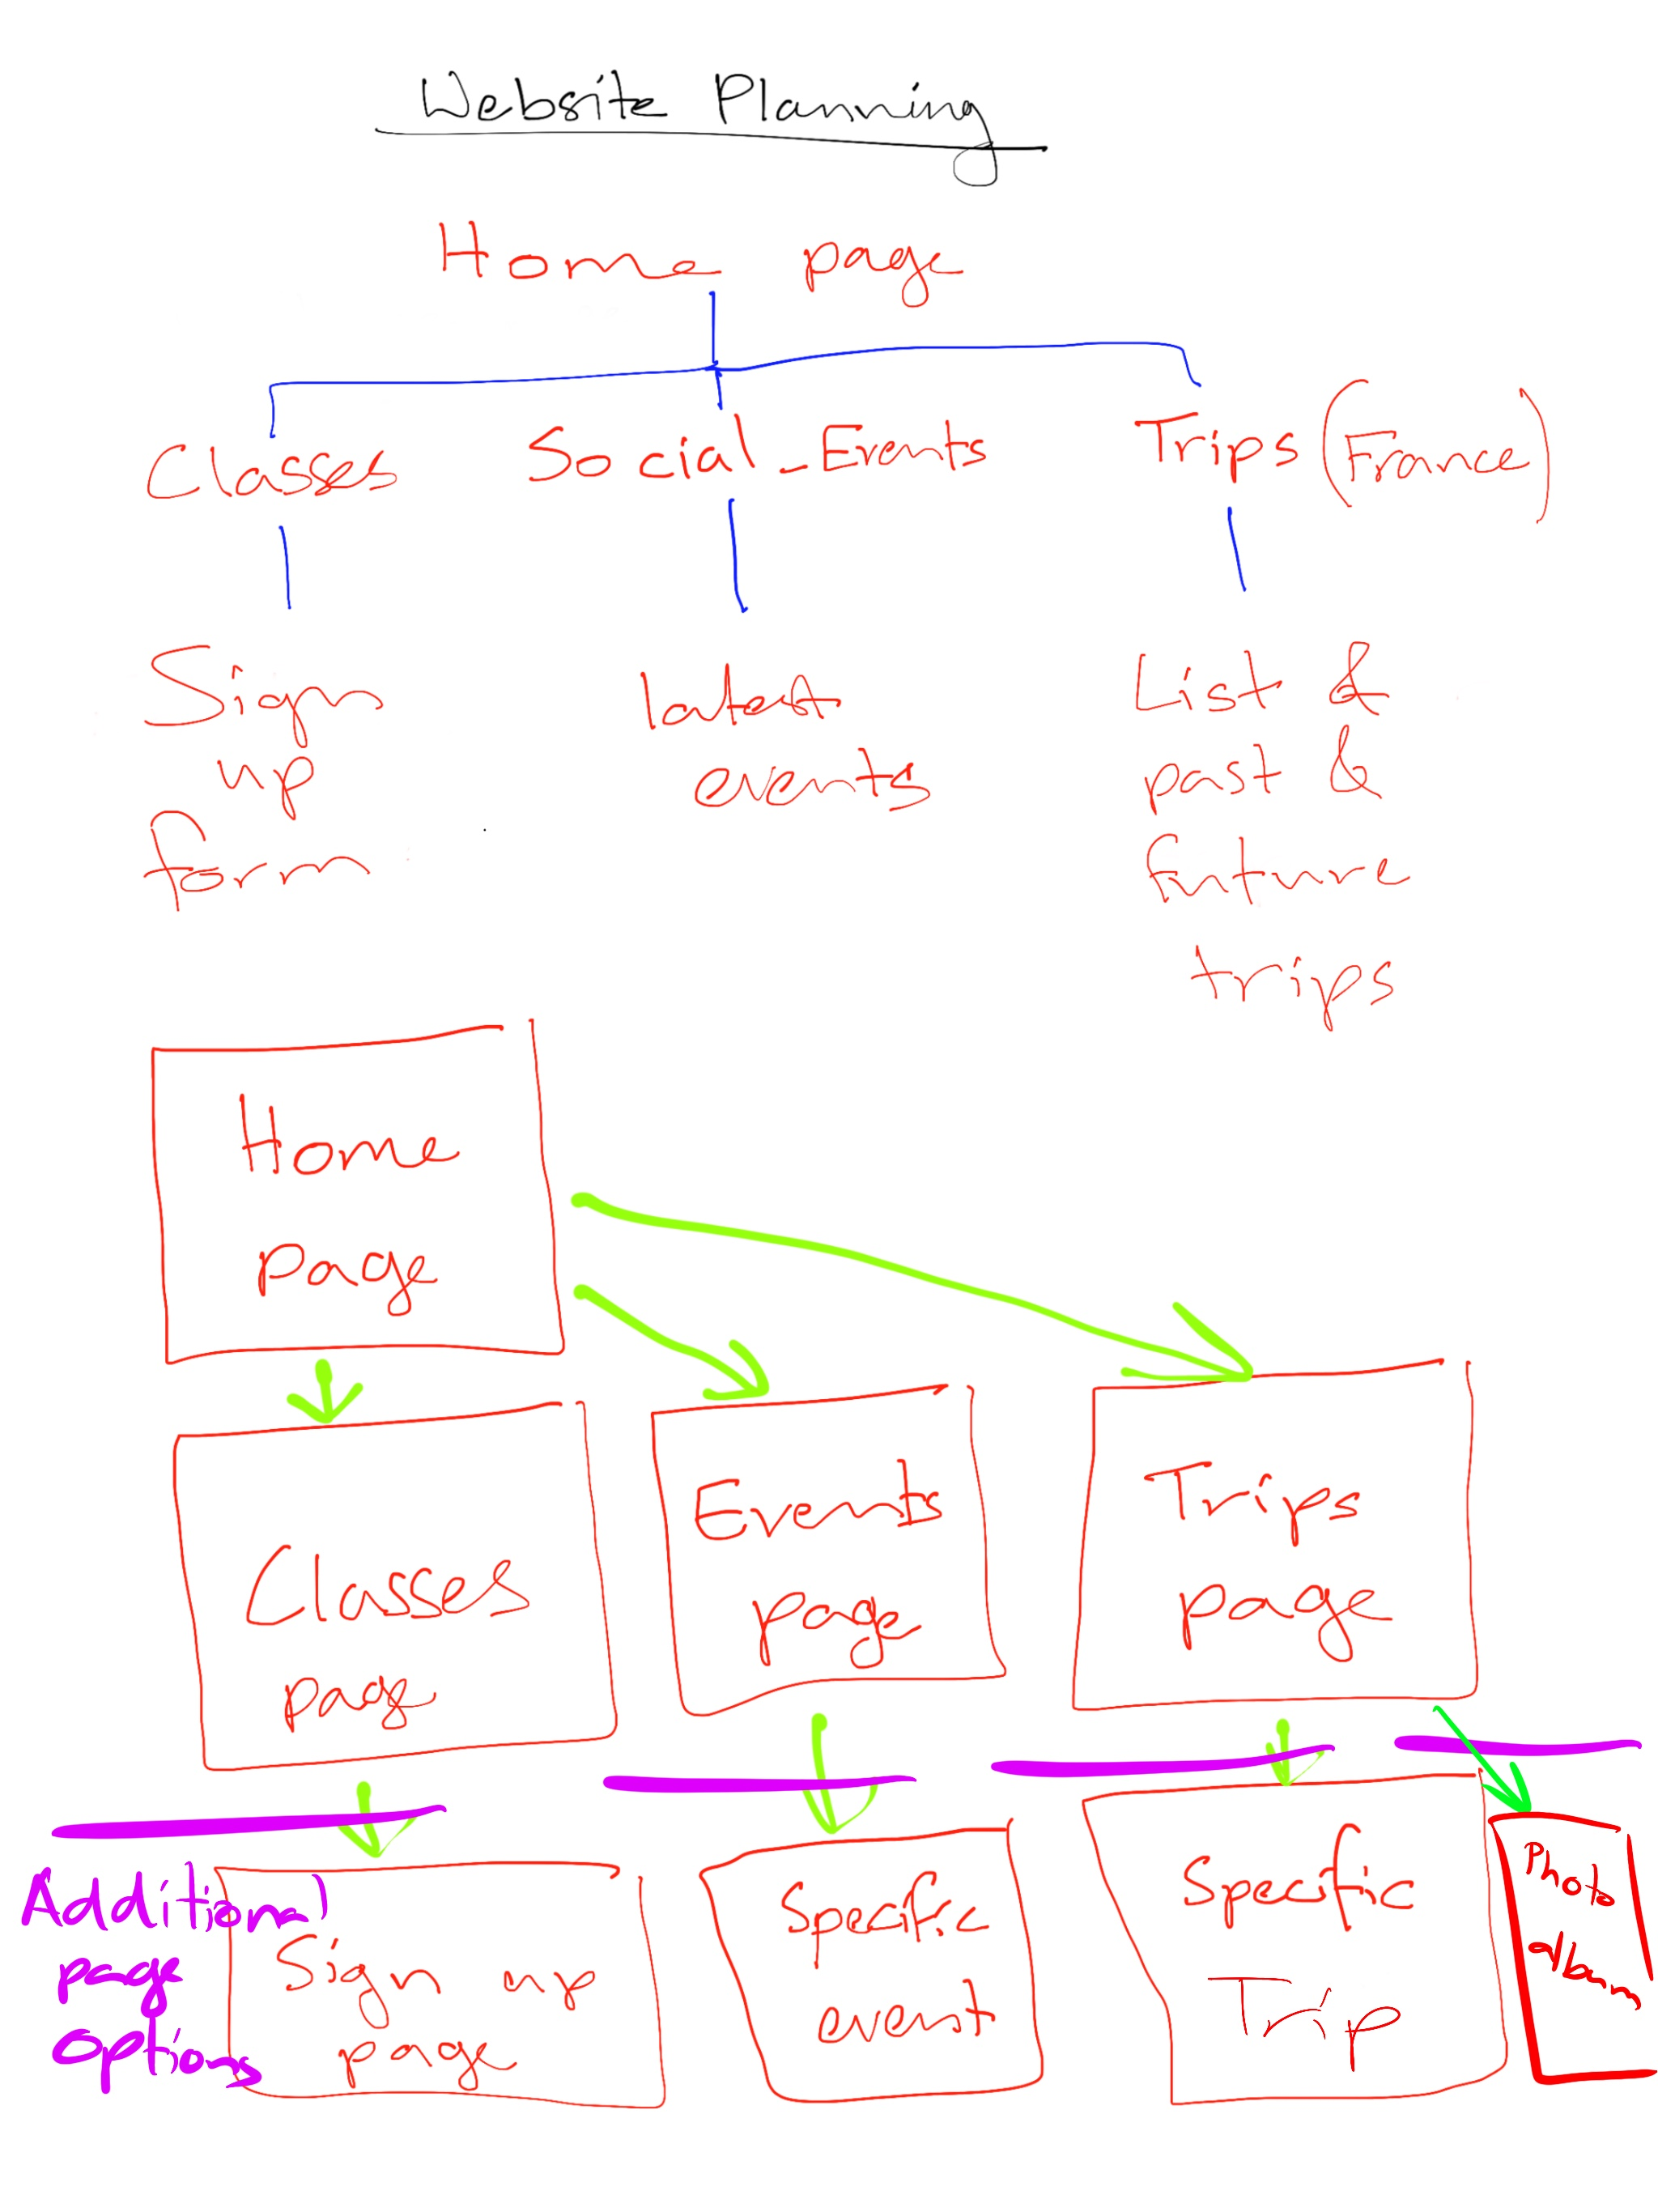 Website Planning
Home page
Classes
Social Events
Trips (France)
Sign
up
form
latest
events
List &
past &
future
trips
Home
page
Classes
page
Events
page
Trips
page
Additional
page
options
Sign up
page
Specific
event
Specific
Trip
Photo
album